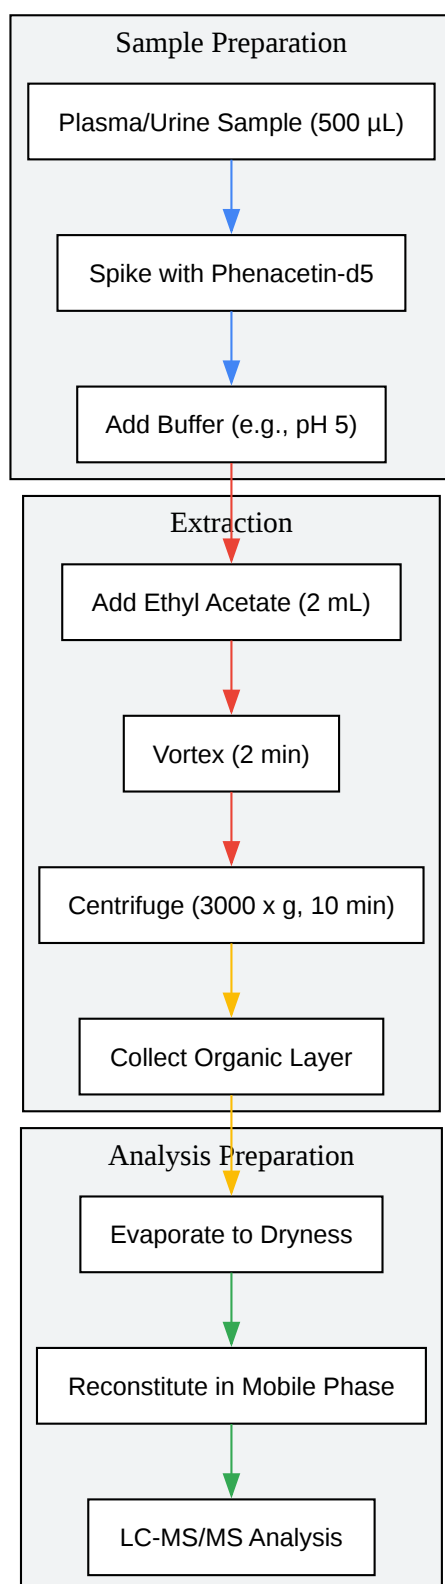 Sample Preparation
Plasma/Urine Sample (500 µL)
Spike with Phenacetin-d5
Add Buffer (e.g., pH 5)
Extraction
Add Ethyl Acetate (2 mL)
Vortex (2 min)
Centrifuge (3000 x g, 10 min)
Collect Organic Layer
Analysis Preparation
Evaporate to Dryness
Reconstitute in Mobile Phase
LC-MS/MS Analysis